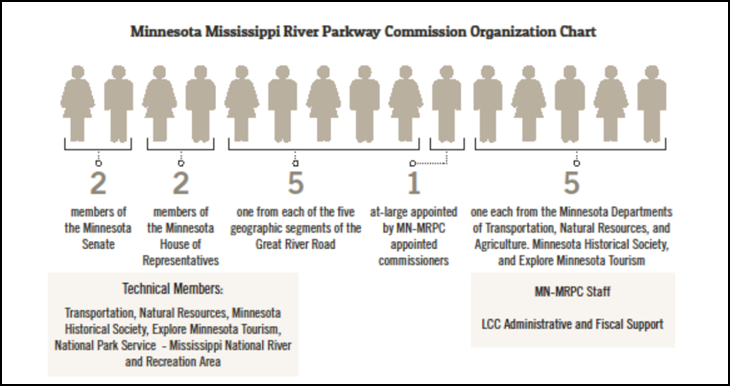 Minnesota Mississippi River Parkway Commission Organization Chart
2
members of
the Minnesota
Senate
2
members of
the Minnesota
House of
Representatives
5
one from each of the five
geographic segments of the
Great River Road
1
at-large appointed
by MN-MRPC
appointed
commissioners
5
one each from the Minnesota Departments
of Transportation, Natural Resources, and
Agriculture. Minnesota Historical Society,
and Explore Minnesota Tourism
Technical Members:
Transportation, Natural Resources, Minnesota
Historical Society, Explore Minnesota Tourism,
National Park Service - Mississippi National River
and Recreation Area
MN-MRPC Staff
LCC Administrative and Fiscal Support